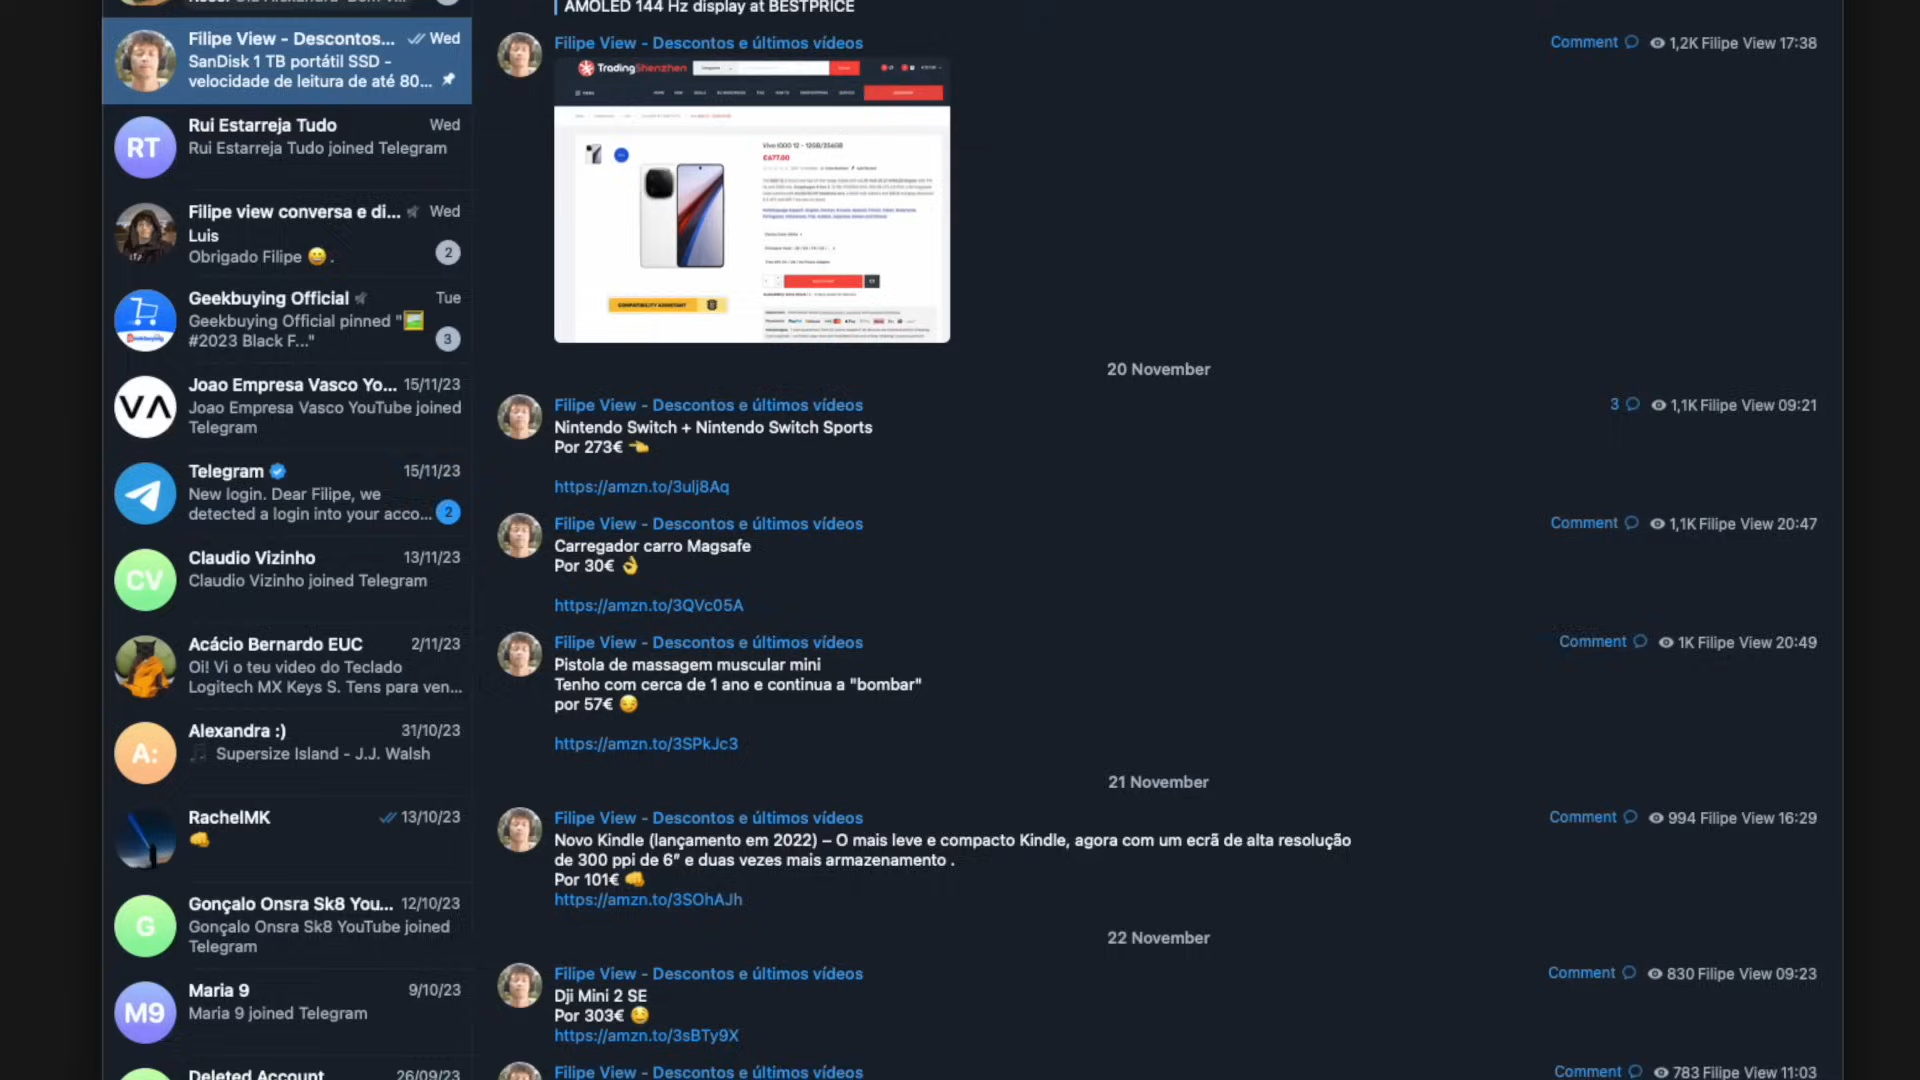 Filipe View - Descontos... Wed
SanDisk 1 TB portátil SSD -
velocidade de leitura de até 80...
RT
Rui Estarreja Tudo Wed
Rui Estarreja Tudo joined Telegram
Filipe view conversa e di... Wed
Luis
Obrigado Filipe 😀 .
2
Geekbuying Official Tue
Geekbuying Official pinned "🖼
#2023 Black F..."
3
VA
Joao Empresa Vasco Yo... 15/11/23
Joao Empresa Vasco YouTube joined
Telegram
Telegram 15/11/23
New login. Dear Filipe, we
detected a login into your acco...
2
CV
Claudio Vizinho 13/11/23
Claudio Vizinho joined Telegram
Acácio Bernardo EUC 2/11/23
Oi! Vi o teu video do Teclado
Logitech MX Keys S. Tens para ven...
A:
Alexandra :) 31/10/23
Supersize Island - J.J. Walsh
RachelMK 13/10/23
👊
G
Gonçalo Onsra Sk8 You... 12/10/23
Gonçalo Onsra Sk8 YouTube joined
Telegram
M9
Maria 9 9/10/23
Maria 9 joined Telegram
Deleted Account 26/09/23
AMOLED 144 Hz display at BESTPRICE
Filipe View - Descontos e últimos vídeos Comment 1,2K Filipe View 17:38
TradingShenzhen
Vivo IQOO 12 - 12GB/256GB
€677.00
COMPATIBILITY ASSISTANT
20 November
Filipe View - Descontos e últimos vídeos 3 1,1K Filipe View 09:21
Nintendo Switch + Nintendo Switch Sports
Por 273€ 👈
https://amzn.to/3ulj8Aq
Filipe View - Descontos e últimos vídeos Comment 1,1K Filipe View 20:47
Carregador carro Magsafe
Por 30€ 👌
https://amzn.to/3QVc05A
Filipe View - Descontos e últimos vídeos Comment 1K Filipe View 20:49
Pistola de massagem muscular mini
Tenho com cerca de 1 ano e continua a "bombar"
por 57€ 😏
https://amzn.to/3SPkJc3
21 November
Filipe View - Descontos e últimos vídeos Comment 994 Filipe View 16:29
Novo Kindle (lançamento em 2022) – O mais leve e compacto Kindle, agora com um ecrã de alta resolução
de 300 ppi de 6” e duas vezes mais armazenamento .
Por 101€ 👊
https://amzn.to/3SOhAJh
22 November
Filipe View - Descontos e últimos vídeos Comment 830 Filipe View 09:23
Dji Mini 2 SE
Por 303€ 🤤
https://amzn.to/3sBTy9X
Filipe View - Descontos e últimos vídeos Comment 783 Filipe View 11:03